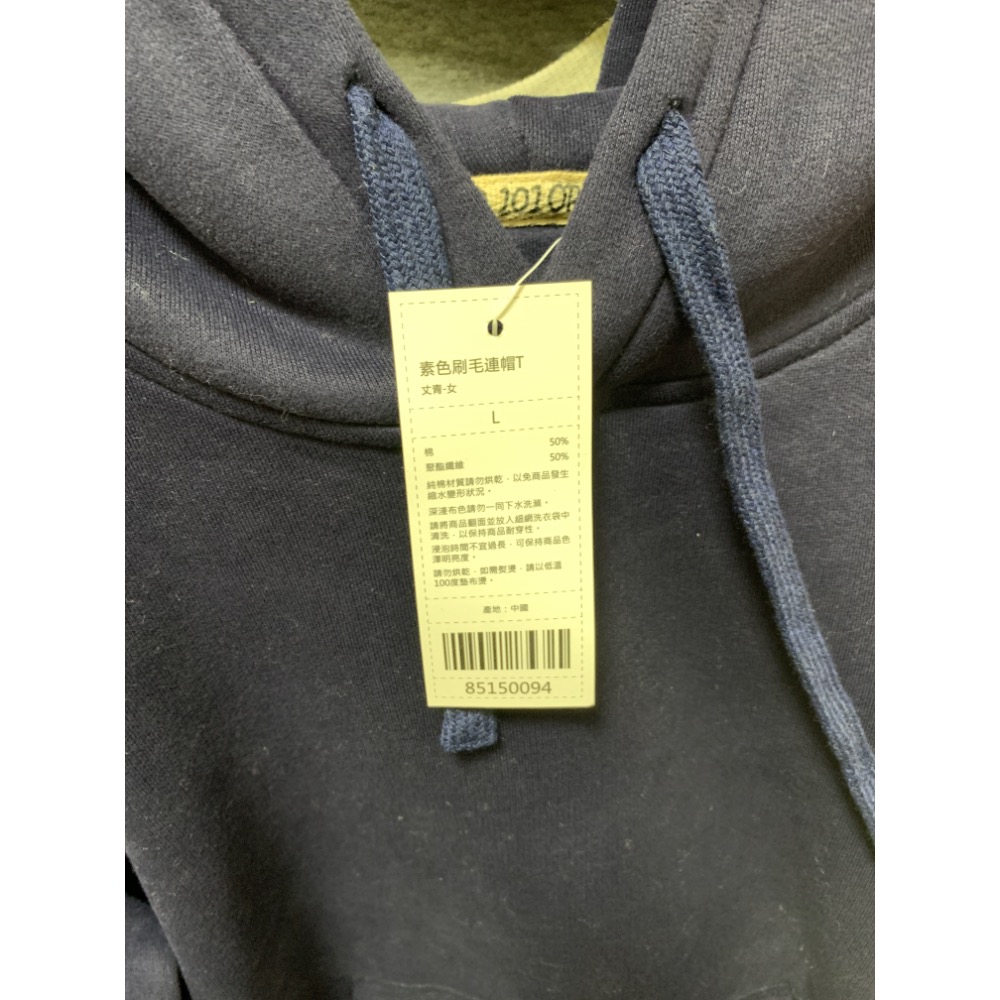 101
素色刷毛連帽T
丈青-女
L
棉 50%
聚酯纖維 50%
純棉材質請勿烘乾，以免商品發生
縮水變形狀況。
深淺布色請勿一同下水洗滌。
請將商品翻面並放入細網洗衣袋中
清洗，以保持商品耐穿性。
浸泡時間不宜過長，可保持商品色
澤明亮度。
請勿烘乾，如需熨燙，請以低溫
100度墊布燙。
產地：中國
85150094